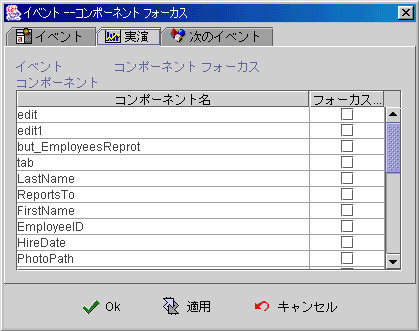 イベント --コンポーネント フォーカス
イベント 実演 次のイベント
イベント コンポーネント フォーカス
コンポーネント
コンポーネント名 フォーカス...
edit
edit1
but_EmployeesReprot
tab
LastName
ReportsTo
FirstName
EmployeeID
HireDate
PhotoPath
Ok 適用 キャンセル